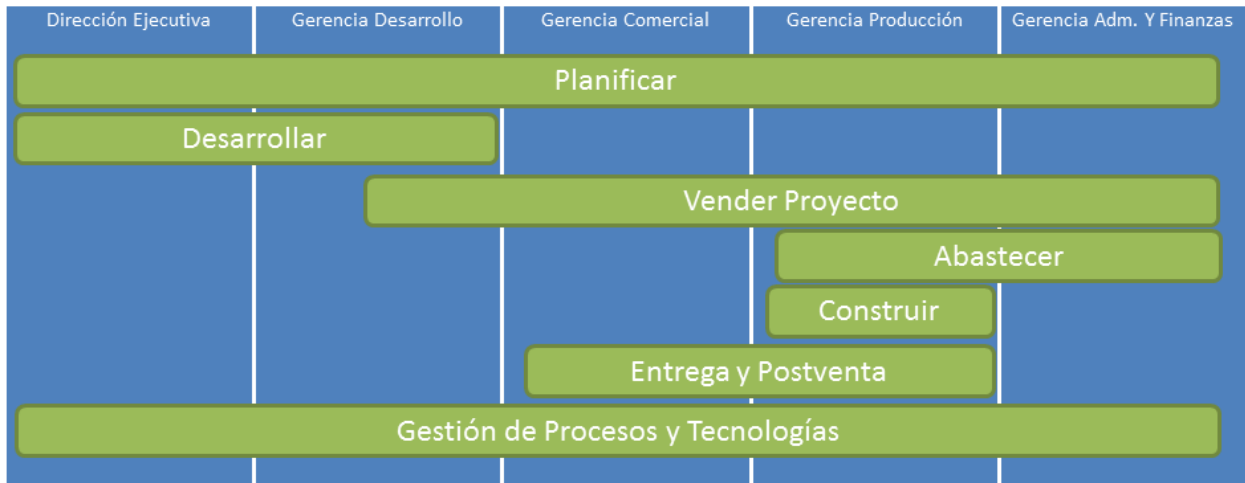 Dirección Ejecutiva
Gerencia Desarrollo
Gerencia Comercial
Gerencia Producción
Gerencia Adm. Y Finanzas
Planificar
Desarrollar
Vender Proyecto
Abastecer
Construir
Entrega y Postventa
Gestión de Procesos y Tecnologías